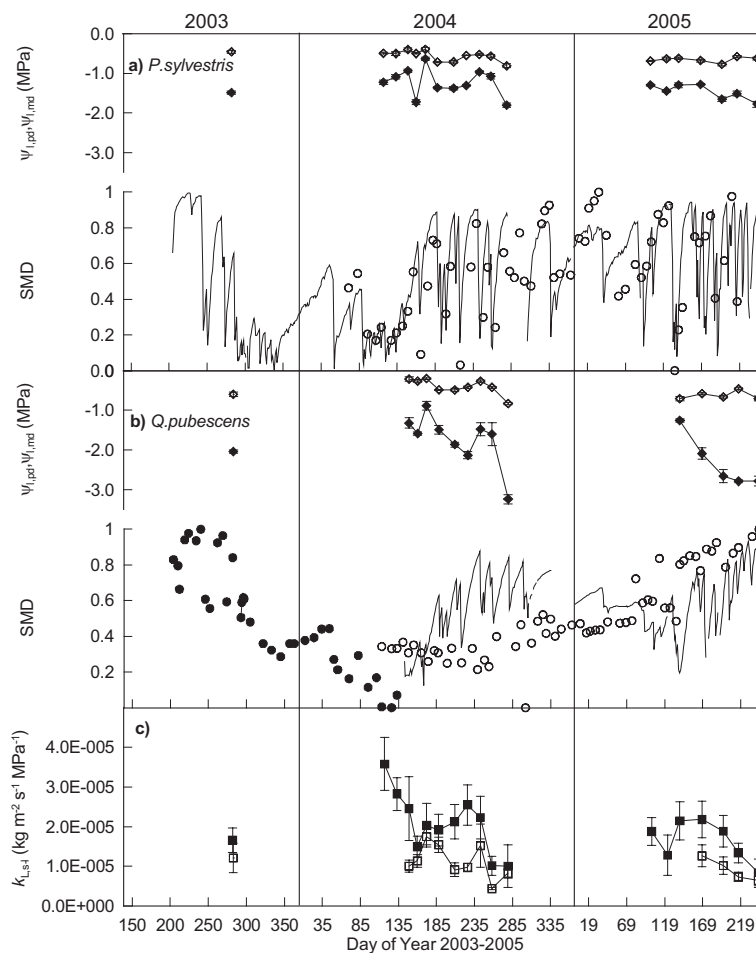 2003 2004 2005
0.0
-1.0
-2.0
-3.0
a) P.sylvestris
Ψl,pd,Ψl,md (MPa)
1
0.8
0.6
0.4
0.2
0
SMD
0.0
-1.0
-2.0
-3.0
b) Q.pubescens
Ψl,pd,Ψl,md (MPa)
1
0.8
0.6
0.4
0.2
SMD
c)
4.0E-005
3.0E-005
2.0E-005
1.0E-005
0.0E+000
kL,s-l (kg m⁻² s⁻¹ MPa⁻¹)
150 200 250 300 350 35 85 135 185 235 285 335 19 69 119 169 219
Day of Year 2003-2005